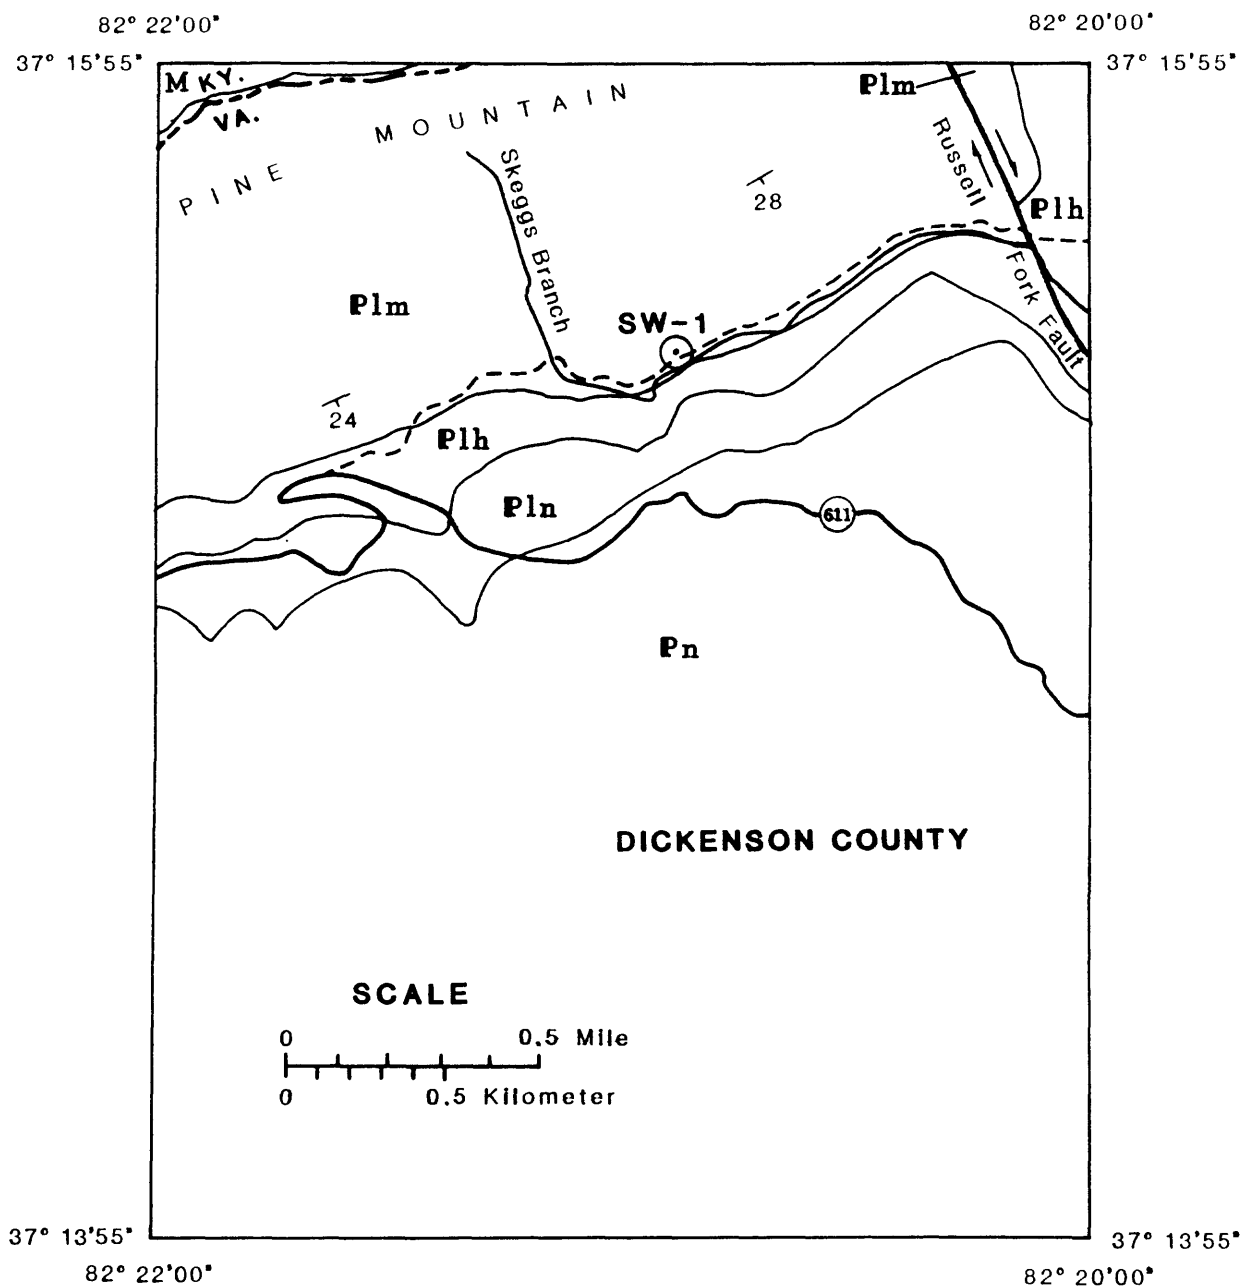 82° 22'00"
82° 20'00"
37° 15'55"
37° 15'55"
M KY.
VA.
PINE MOUNTAIN
Plm
Russell Fork Fault
Skeggs Branch
28
Plh
Plm
SW-1
24
Plh
Pln
611
Pn
DICKENSON COUNTY
SCALE
0 0.5 Mile
0 0.5 Kilometer
37° 13'55"
37° 13'55"
82° 22'00"
82° 20'00"